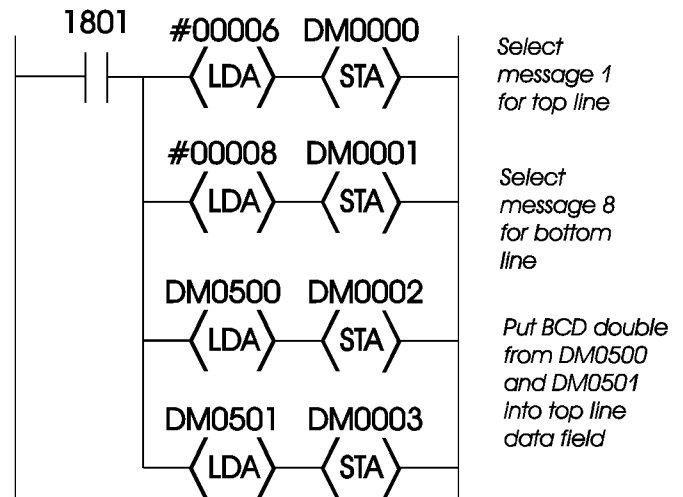 1801 #00006 DM0000
LDA STA
Select
message 1
for top line
#00008 DM0001
LDA STA
Select
message 8
for bottom
line
DM0500 DM0002
LDA STA
Put BCD double
from DM0500
and DM0501
into top line
data field
DM0501 DM0003
LDA STA